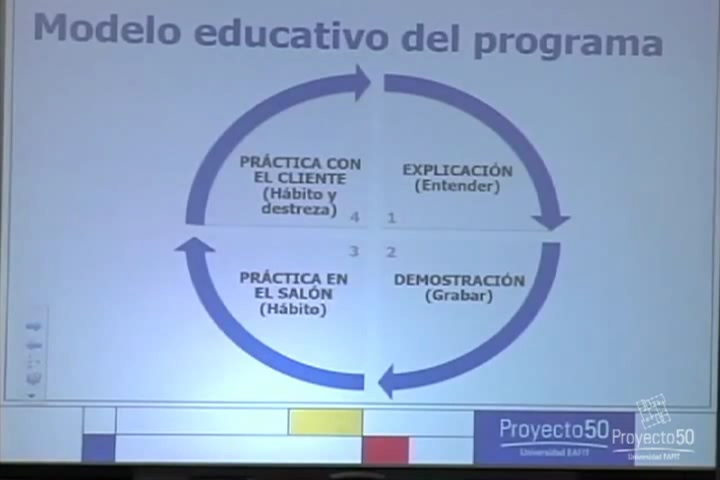 Modelo educativo del programa
EXPLICACIÓN
(Entender)
1
2
DEMOSTRACIÓN
(Grabar)
3
PRÁCTICA EN
EL SALÓN
(Hábito)
PRÁCTICA CON
EL CLIENTE
(Hábito y
destreza)
4
Proyecto50
Universidad EAFIT
Proyecto50
Universidad EAFIT